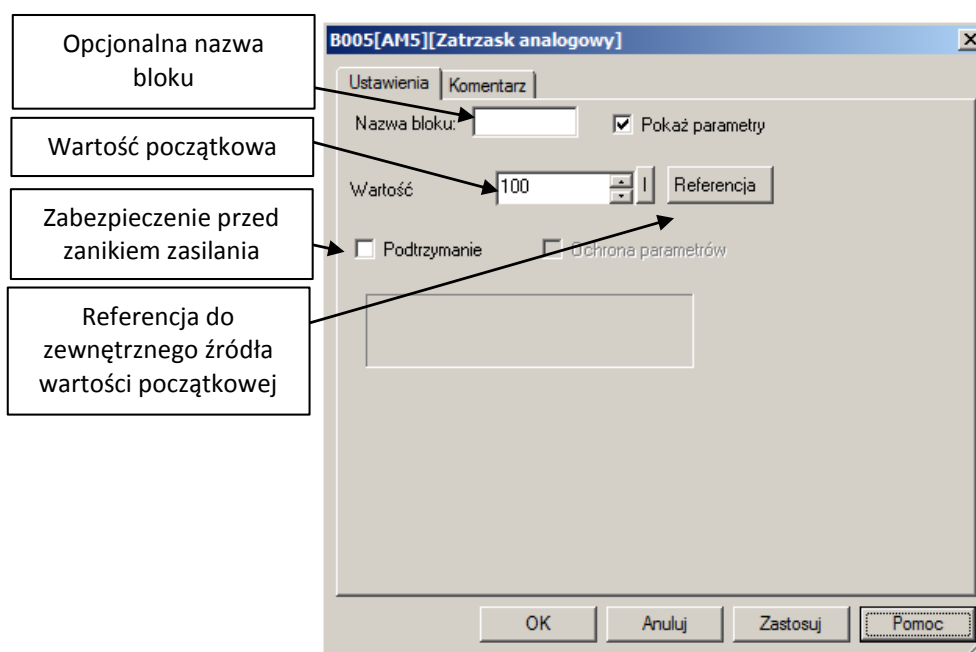 Opcjonalna nazwa
bloku
Wartość początkowa
Zabezpieczenie przed
zanikiem zasilania
Referencja do
zewnętrznego źródła
wartości początkowej
B005[AM5][Zatrzask analogowy]
Ustawienia Komentarz
Nazwa bloku: Pokaż parametry
Wartość 100 I Referencja
Podtrzymanie Ochrona parametrów
OK Anuluj Zastosuj Pomoc